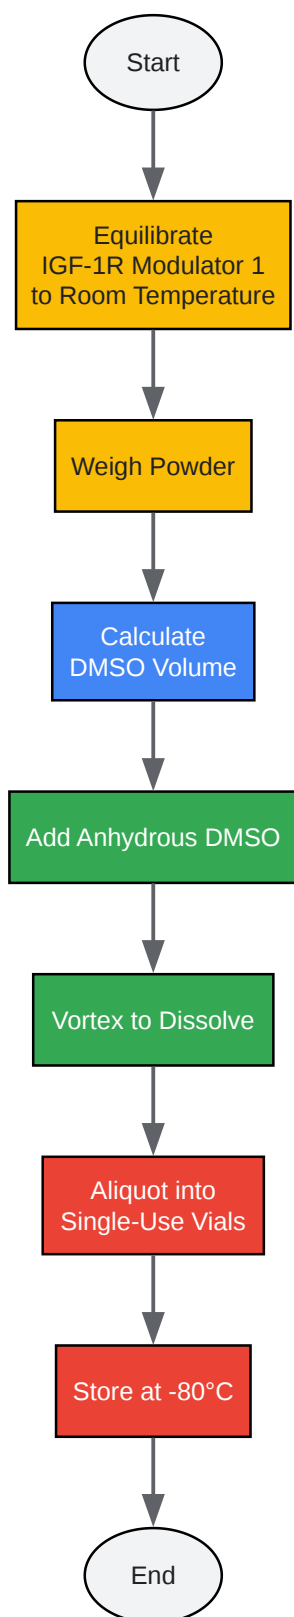 Start
Equilibrate
IGF-1R Modulator 1
to Room Temperature
Weigh Powder
Calculate
DMSO Volume
Add Anhydrous DMSO
Vortex to Dissolve
Aliquot into
Single-Use Vials
Store at -80°C
End